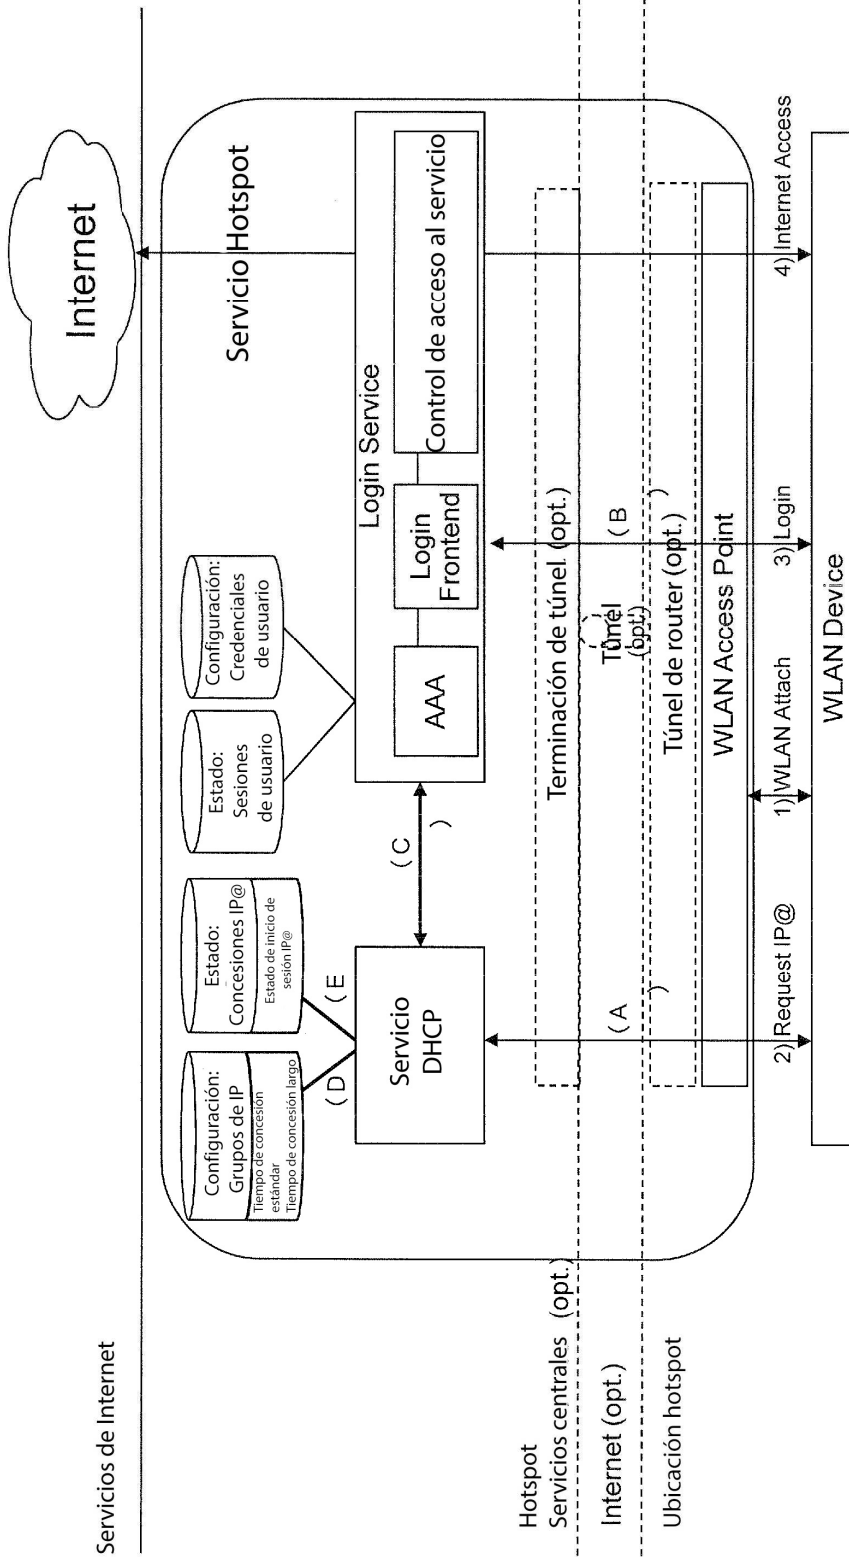 Servicios de Internet
Internet
Servicio Hotspot
Configuración:
Grupos de IP
Tiempo de concesión
estándar
Tiempo de concesión largo
Estado:
Concesiones IP@
Estado de inicio de
sesión IP@
Estado:
Sesiones
de usuario
Configuración:
Credenciales
de usuario
( D )
( E )
Servicio
DHCP
( C )
Login Service
AAA
Login
Frontend
Control de acceso al servicio
Hotspot
Servicios centrales (opt.)
Terminación de túnel (opt.)
Internet (opt.)
( A )
Túnel
(opt.)
( B )
Ubicación hotspot
Túnel de router (opt.)
WLAN Access Point
2) Request IP@
1) WLAN Attach
3) Login
4) Internet Access
WLAN Device